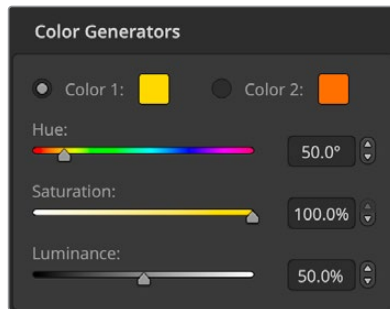 Color Generators
Color 1: Color 2:
Hue:
50.0°
Saturation:
100.0%
Luminance:
50.0%